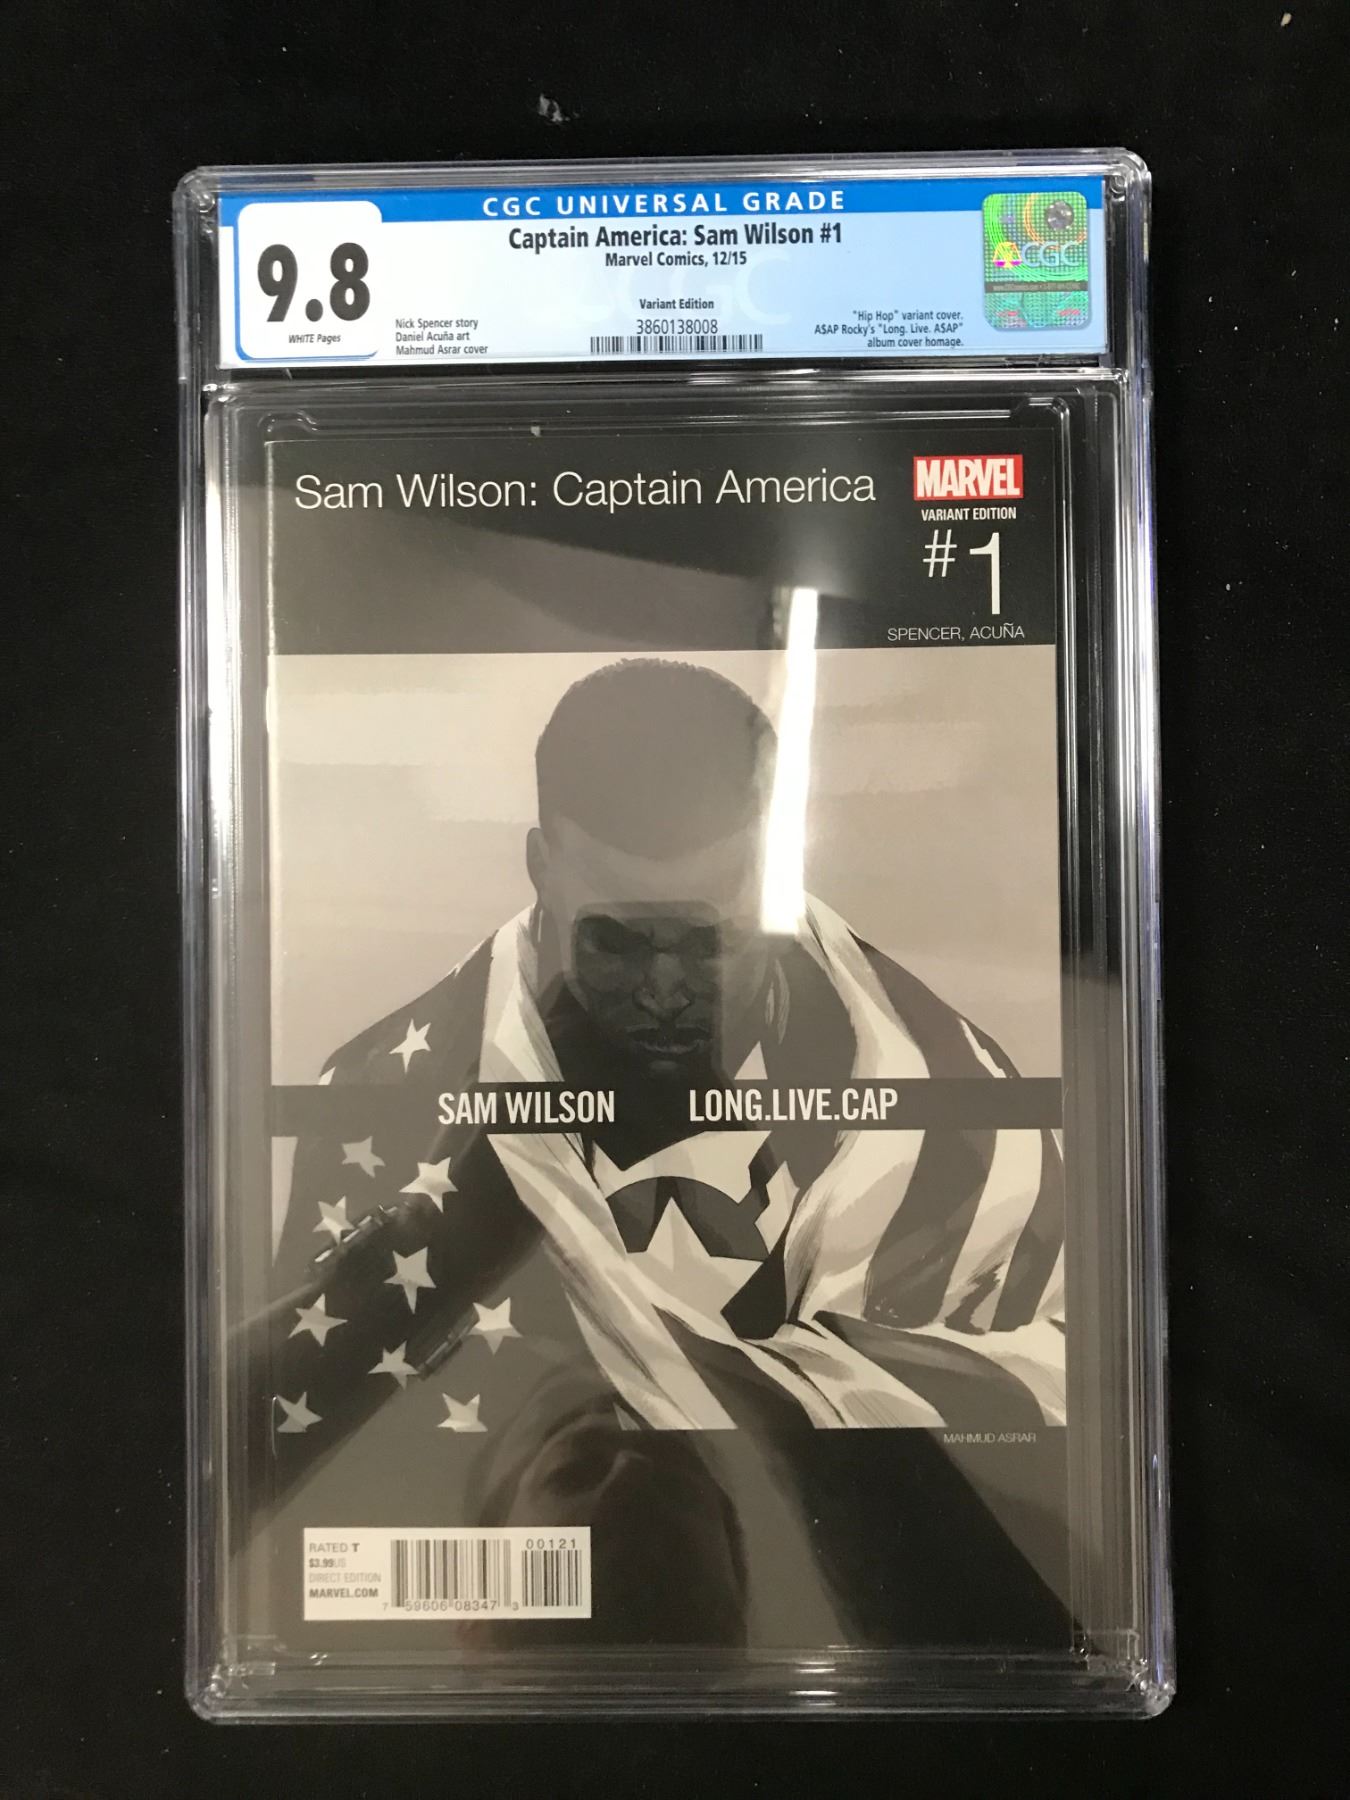 CGC UNIVERSAL GRADE
9.8
WHITE Pages
Captain America: Sam Wilson #1
Marvel Comics, 12/15
Variant Edition
3860138008
Nick Spencer story
Daniel Acuña art
Mahmud Asrar cover
"Hip Hop" variant cover.
A$AP Rocky's "Long. Live. A$AP"
album cover homage.
CGC
Sam Wilson: Captain America
MARVEL
VARIANT EDITION
#1
SPENCER, ACUÑA
SAM WILSON LONG.LIVE.CAP
MAHMUD ASRAR
RATED T
$3.99US
DIRECT EDITION
MARVEL.COM
00121
7 59606 08347 3